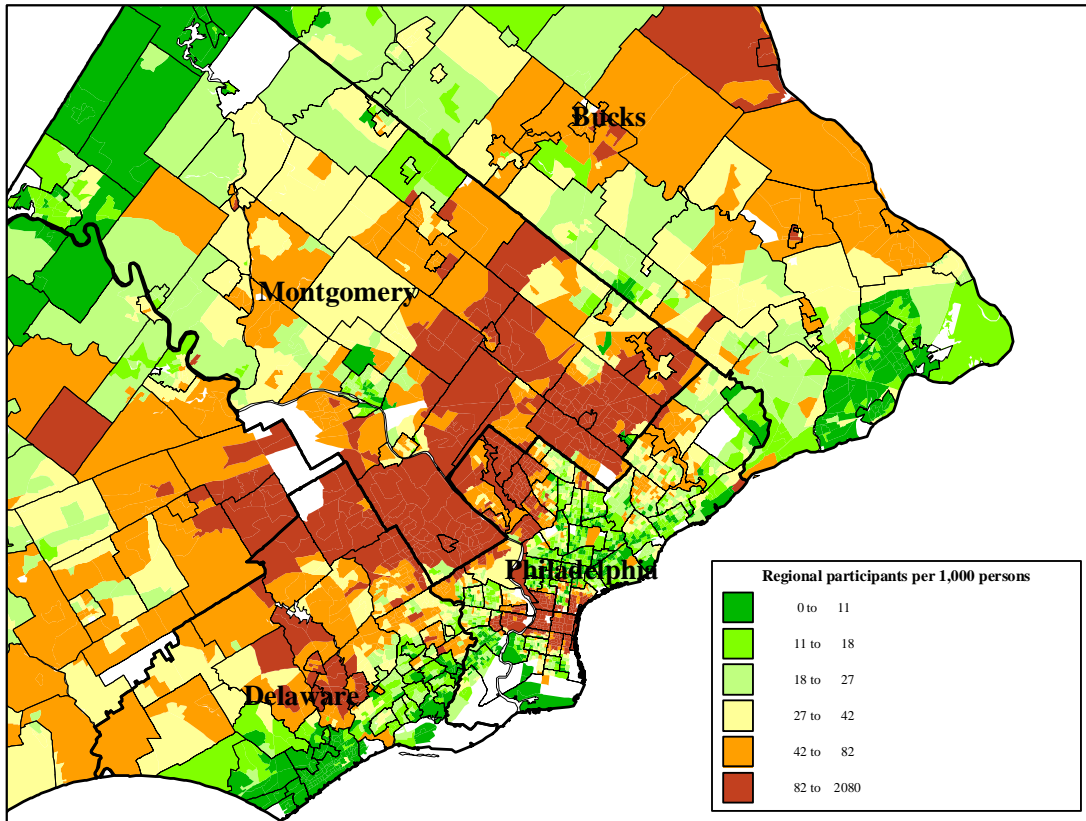 Bucks
Montgomery
Philadelphia
Delaware
Regional participants per 1,000 persons
0 to 11
11 to 18
18 to 27
27 to 42
42 to 82
82 to 2080